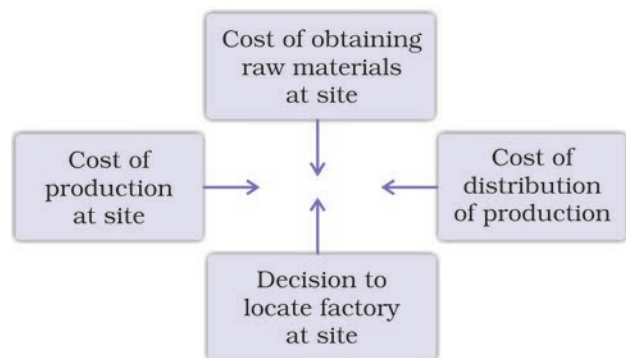 Cost of obtaining
raw materials
at site
Cost of
production
at site
Cost of
distribution
of production
Decision to
locate factory
at site